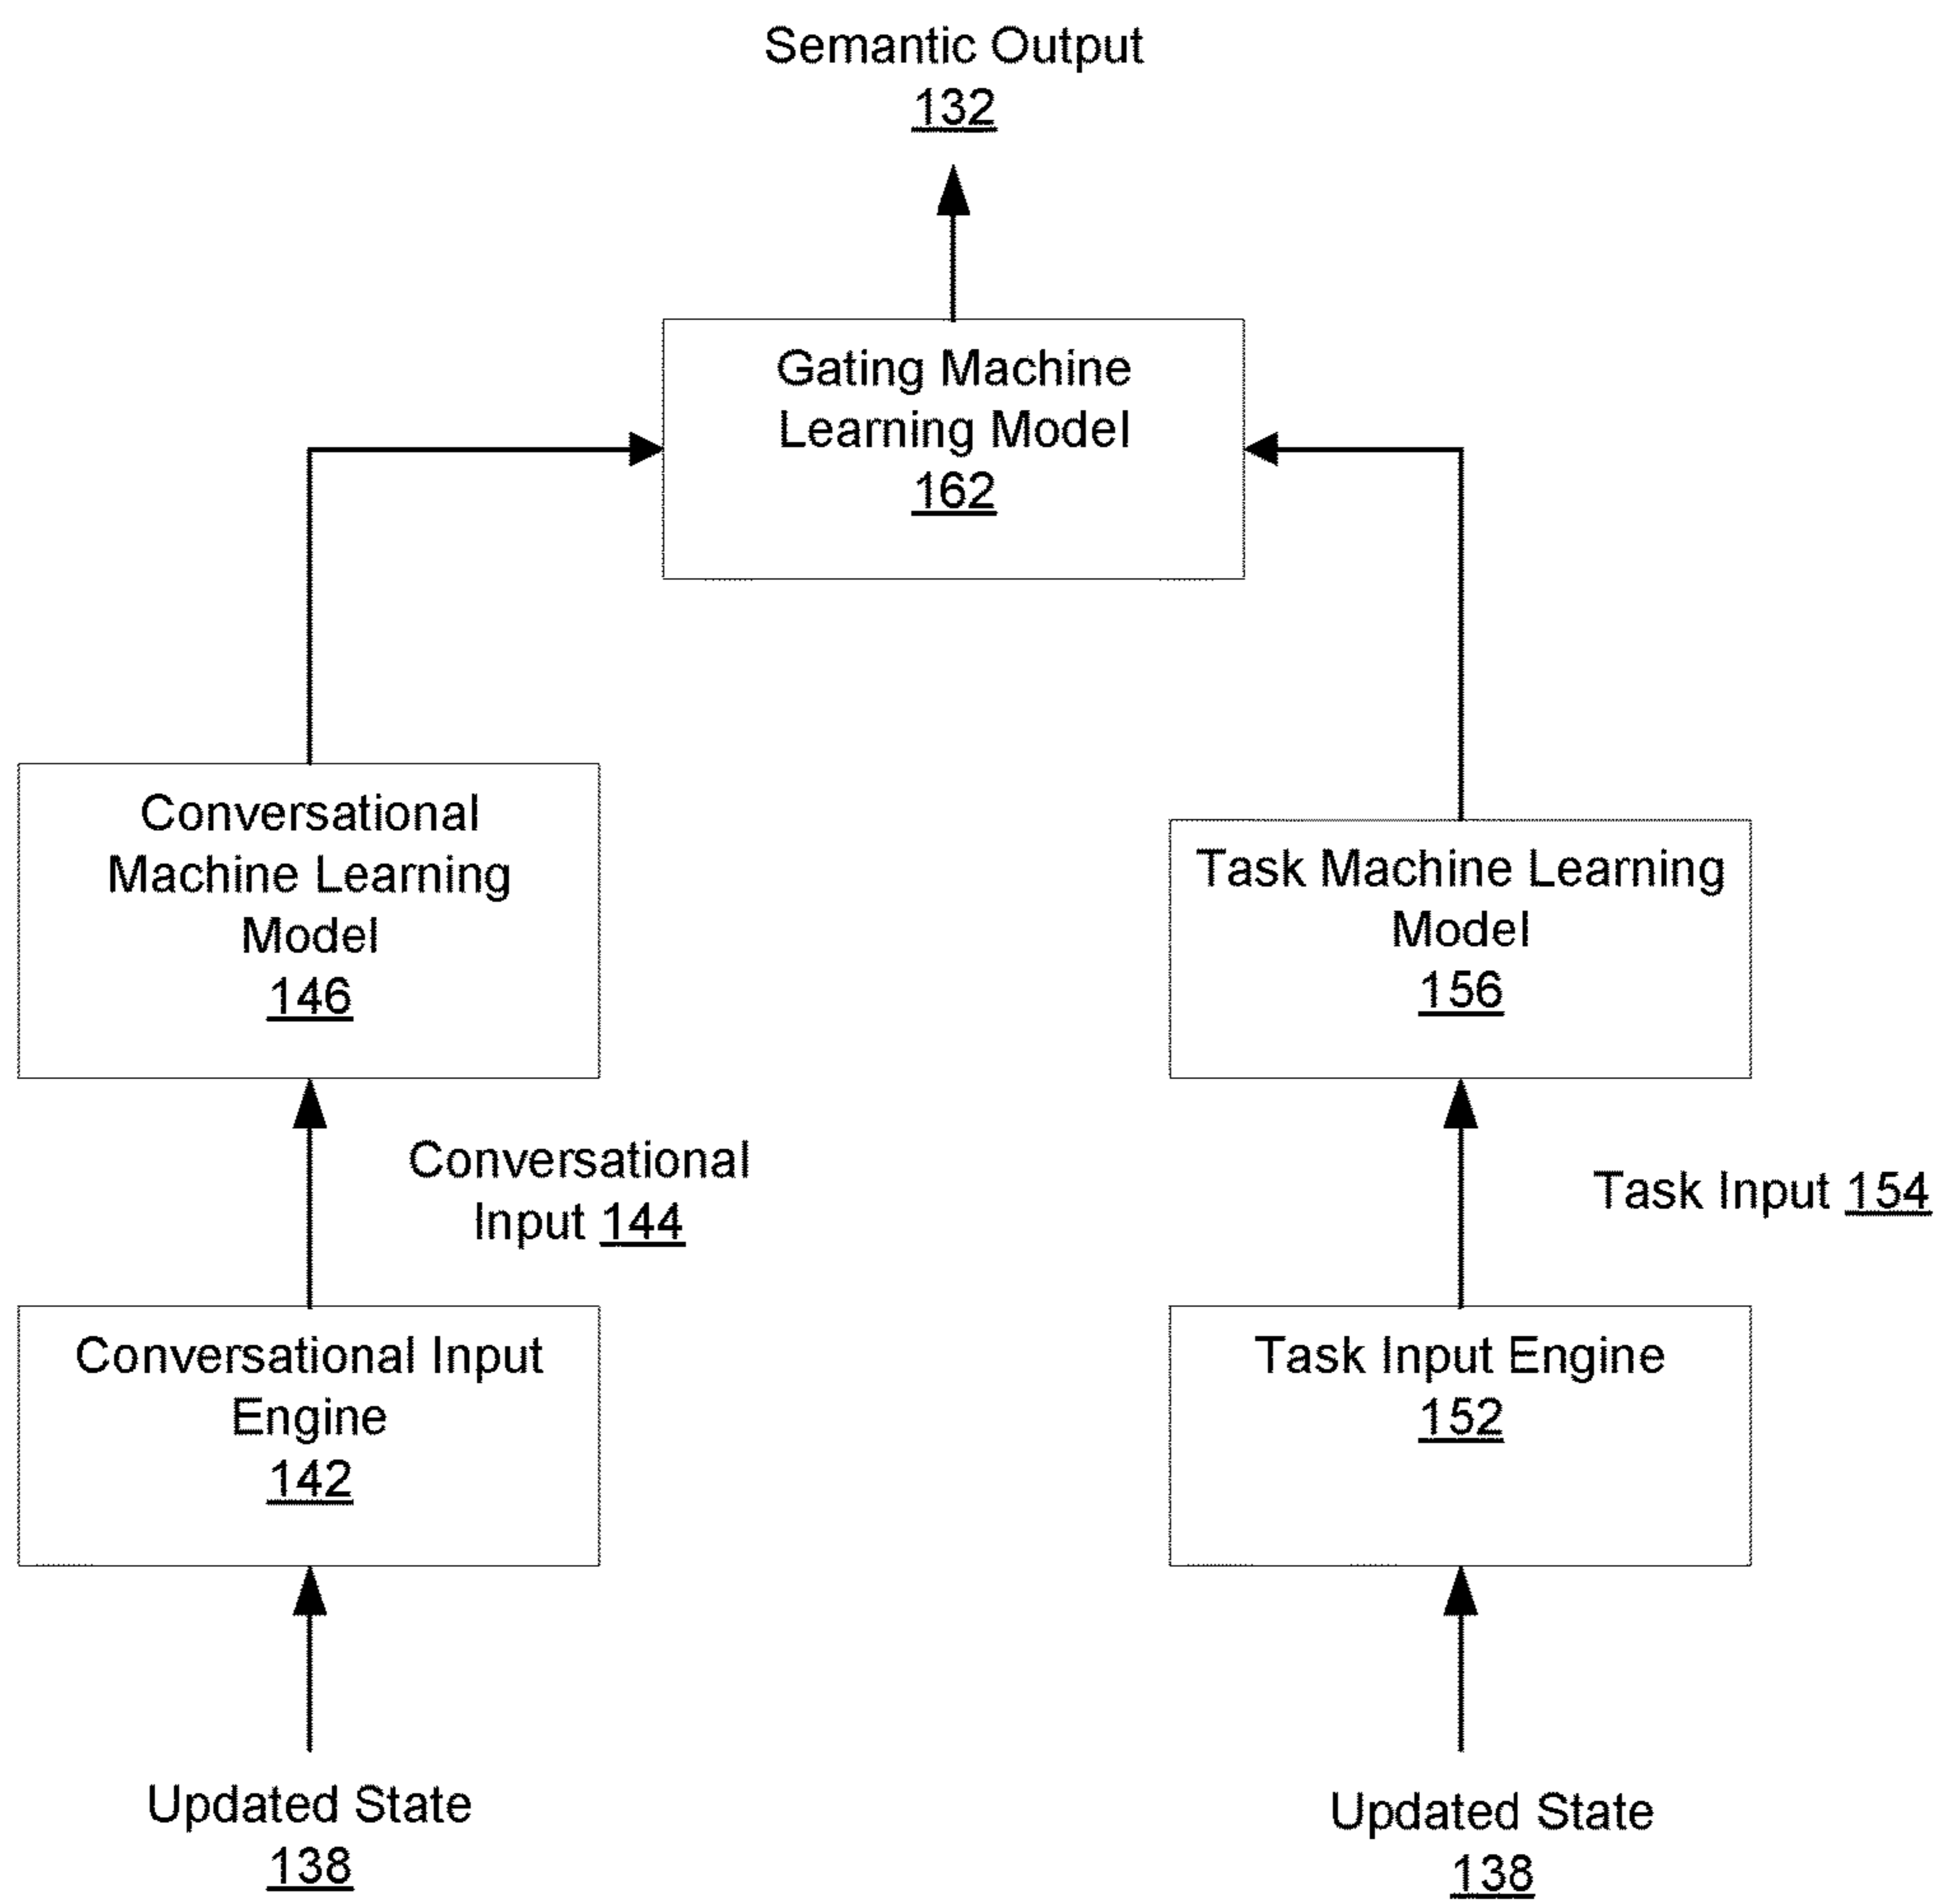 Semantic Output
132
Gating Machine
Learning Model
162
Conversational
Machine Learning
Model
146
Task Machine Learning
Model
156
Conversational
Input 144
Task Input 154
Conversational Input
Engine
142
Task Input Engine
152
Updated State
138
Updated State
138